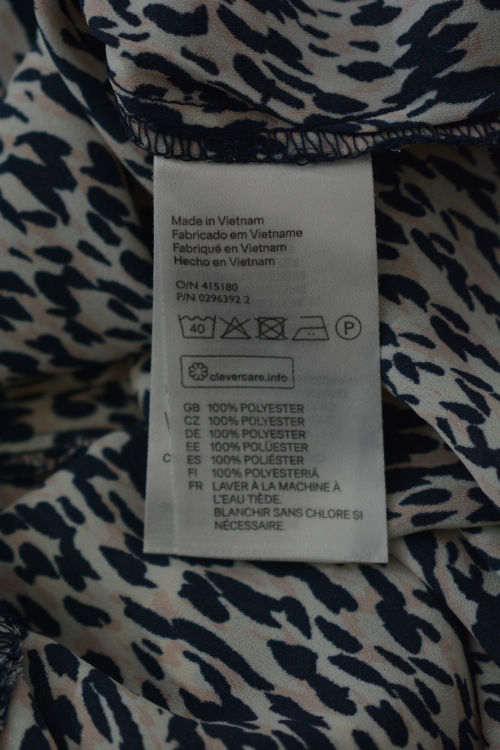 Made in Vietnam
Fabricado em Vietname
Fabriqué en Vietnam
Hecho en Vietnam
O/N 415180
P/N 0296392 2
40 P
clevercare.info
GB 100% POLYESTER
CZ 100% POLYESTER
DE 100% POLYESTER
EE 100% POLÜESTER
ES 100% POLIÉSTER
FI 100% POLYESTERIÄ
FR LAVER À LA MACHINE À
L'EAU TIÈDE.
BLANCHIR SANS CHLORE SI
NÉCESSAIRE.